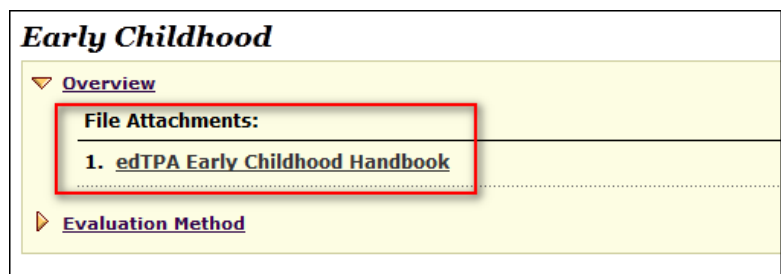 Early Childhood
Overview
File Attachments:
1. edTPA Early Childhood Handbook
Evaluation Method